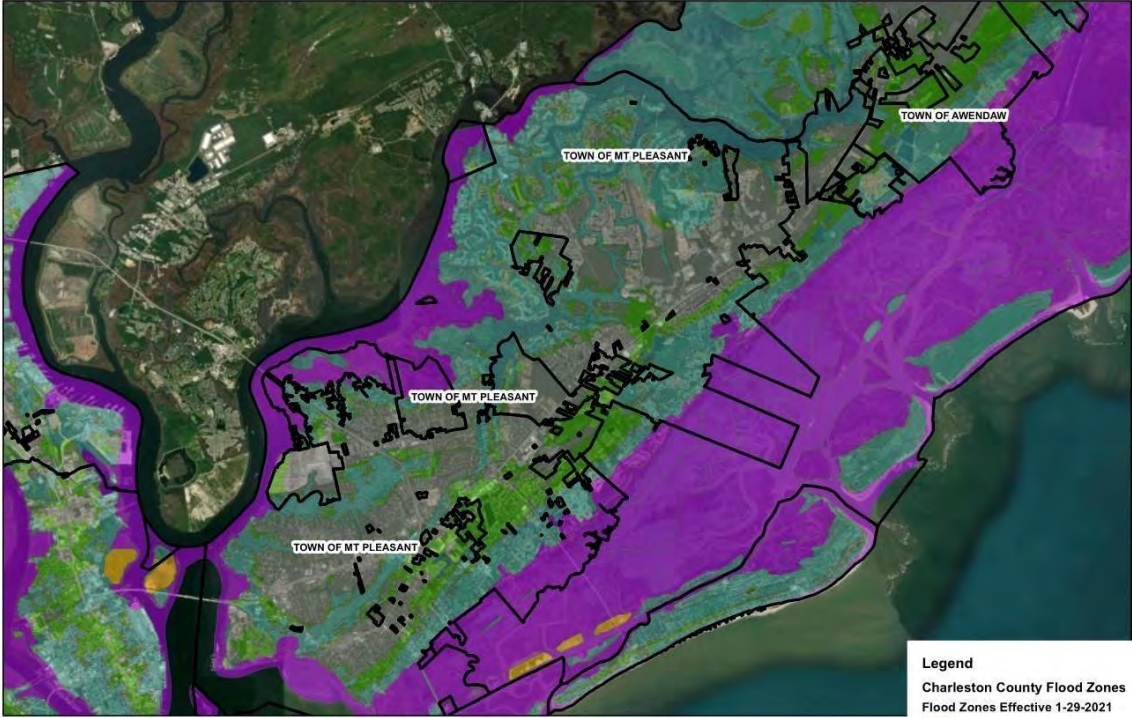 TOWN OF AWENDAW
TOWN OF MT PLEASANT
TOWN OF MT PLEASANT
TOWN OF MT PLEASANT
Legend
Charleston County Flood Zones
Flood Zones Effective 1-29-2021